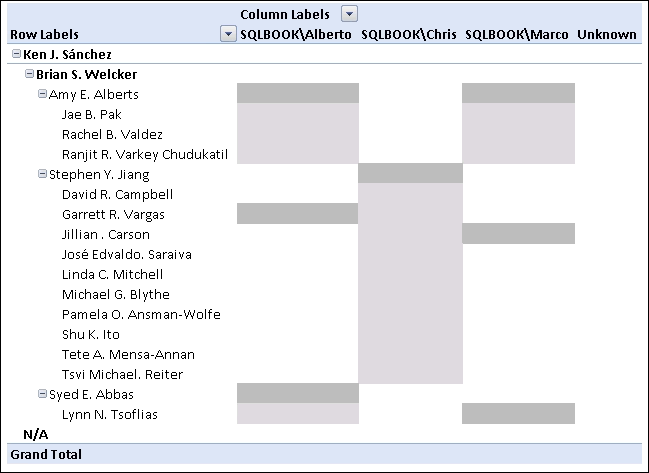 Column Labels
Row Labels SQLBOOK\Alberto SQLBOOK\Chris SQLBOOK\Marco Unknown
Ken J. Sánchez
Brian S. Welcker
Amy E. Alberts
Jae B. Pak
Rachel B. Valdez
Ranjit R. Varkey Chudukatil
Stephen Y. Jiang
David R. Campbell
Garrett R. Vargas
Jillian . Carson
José Edvaldo. Saraiva
Linda C. Mitchell
Michael G. Blythe
Pamela O. Ansman-Wolfe
Shu K. Ito
Tete A. Mensa-Annan
Tsvi Michael. Reiter
Syed E. Abbas
Lynn N. Tsoflias
N/A
Grand Total